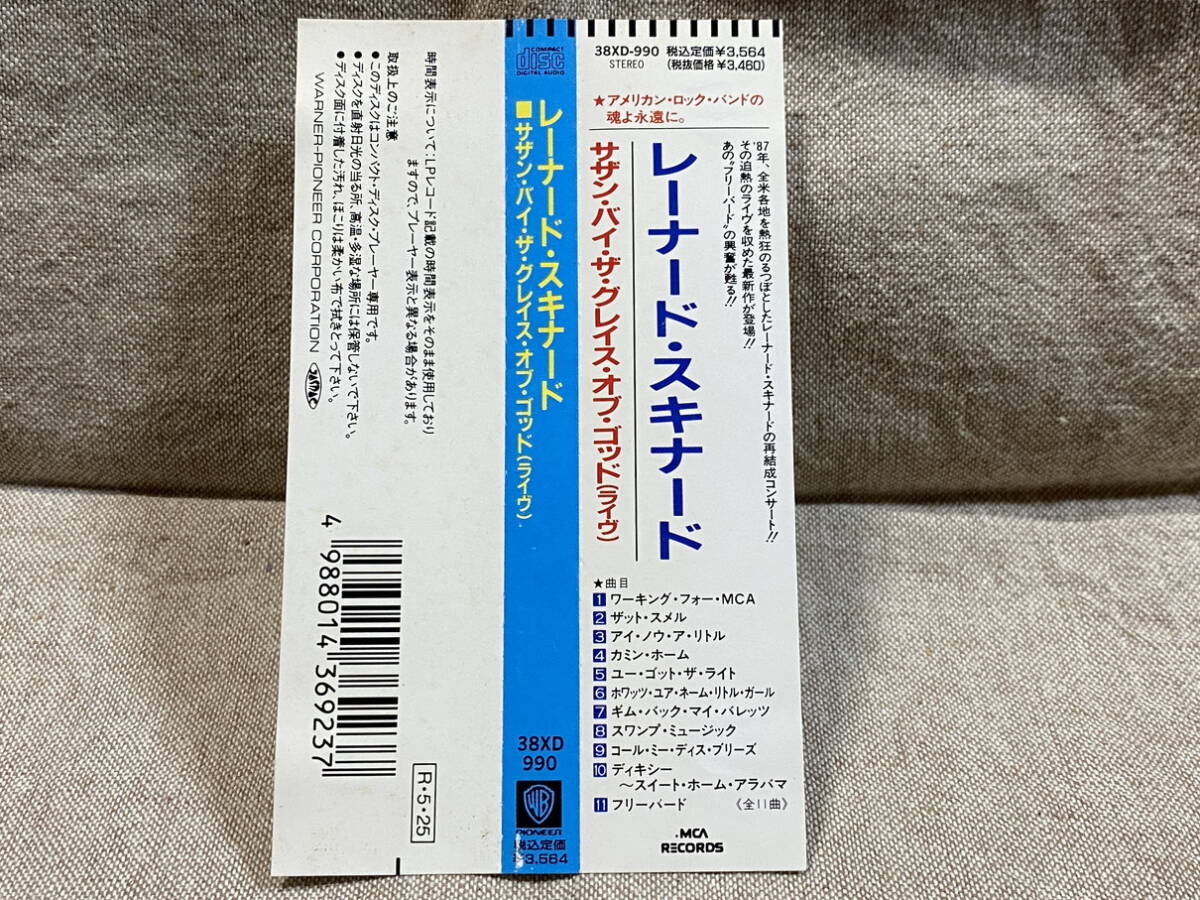 時間表示について:LPレコード記載の時間表示をそのまま使用しており
ますので、プレーヤー表示と異なる場合があります。
取扱上のご注意
●このディスクはコンパクト・ディスク・プレーヤー専用です。
●ディスクを直射日光の当る所、高温・多湿な場所には保管しないで下さい。
●ディスク面に付着した汚れ、ほこりは柔かい布で拭きとって下さい。
WARNER-PIONEER CORPORATION
4 988014 369237
R・5・25
COMPACT
disc
DIGITAL AUDIO
レーナード・スキナード
■サザン・バイ・ザ・グレイス・オブ・ゴッド(ライヴ)
38XD
990
WB
PIONEER
税込定価
¥3,564
38XD-990 税込定価¥3,564
STEREO (税抜価格¥3,460)
★アメリカン・ロック・バンドの
魂よ永遠に。
'87年、全米各地を熱狂のるつぼとしたレーナード・スキナードの再結成コンサート!!
その追熱のライヴを収めた最新作が登場!!
あの"フリーバード"の興奮が甦る!!
レーナード・スキナード
サザン・バイ・ザ・グレイス・オブ・ゴッド(ライヴ)
★曲目
1 ワーキング・フォー・MCA
2 ザット・スメル
3 アイ・ノウ・ア・リトル
4 カミン・ホーム
5 ユー・ゴット・ザ・ライト
6 ホワッツ・ユア・ネーム・リトル・ガール
7 ギム・バック・マイ・バレッツ
8 スワンプ・ミュージック
9 コール・ミー・ディス・ブリーズ
10 ディキシー
〜スイート・ホーム・アラバマ
11 フリーバード 《全11曲》
MCA
RECORDS